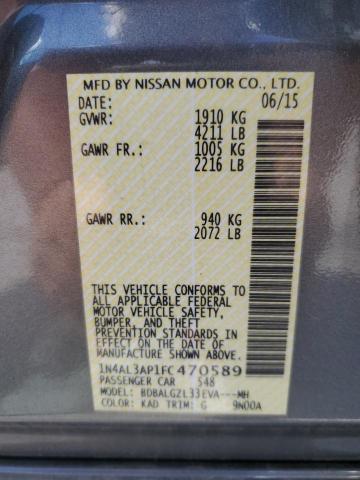 MFD BY NISSAN MOTOR CO., LTD.
DATE: 06/15
GVWR: 1910 KG
4211 LB
GAWR FR.: 1005 KG
2216 LB
GAWR RR.: 940 KG
2072 LB
THIS VEHICLE CONFORMS TO
ALL APPLICABLE FEDERAL
MOTOR VEHICLE SAFETY,
BUMPER, AND THEFT
PREVENTION STANDARDS IN
EFFECT ON THE DATE OF
MANUFACTURE SHOWN ABOVE.
1N4AL3AP1FC470589
PASSENGER CAR 548
MODEL: BDBALGZL33EVA---MH
COLOR: KAD TRIM: G 9N00A